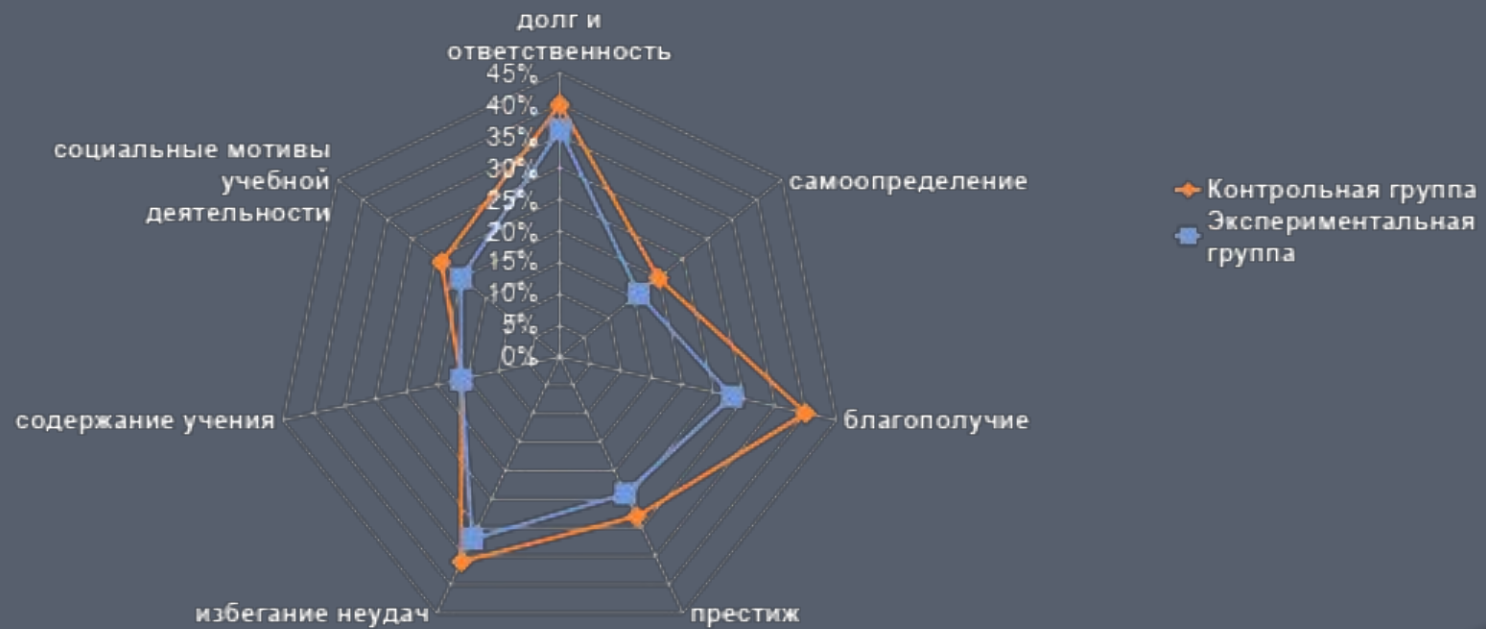 долг и
ответственность
45%
40%
35%
30%
25%
20%
15%
10%
5%
0%
социальные мотивы
учебной
деятельности
самоопределение
содержание учения
благополучие
избегание неудач
престиж
Контрольная группа
Экспериментальная
группа